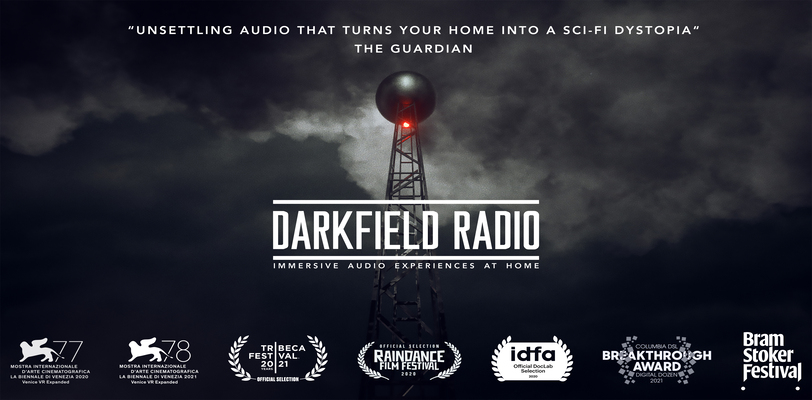 “UNSETTLING AUDIO THAT TURNS YOUR HOME INTO A SCI-FI DYSTOPIA”
THE GUARDIAN
DARKFIELD RADIO
IMMERSIVE AUDIO EXPERIENCES AT HOME
77
MOSTRA INTERNAZIONALE
D'ARTE CINEMATOGRAFICA
LA BIENNALE DI VENEZIA 2020
Venice VR Expanded
78
MOSTRA INTERNAZIONALE
D'ARTE CINEMATOGRAFICA
LA BIENNALE DI VENEZIA 2021
Venice VR Expanded
TRIBECA
FESTIVAL
20 21
OFFICIAL SELECTION
OFFICIAL SELECTION
RAINDANCE
FILM FESTIVAL
2020
idfa
Official DocLab
Selection
2020
COLUMBIA DSL
BREAKTHROUGH
AWARD
DIGITAL DOZEN
2021
Bram
Stoker
Festival